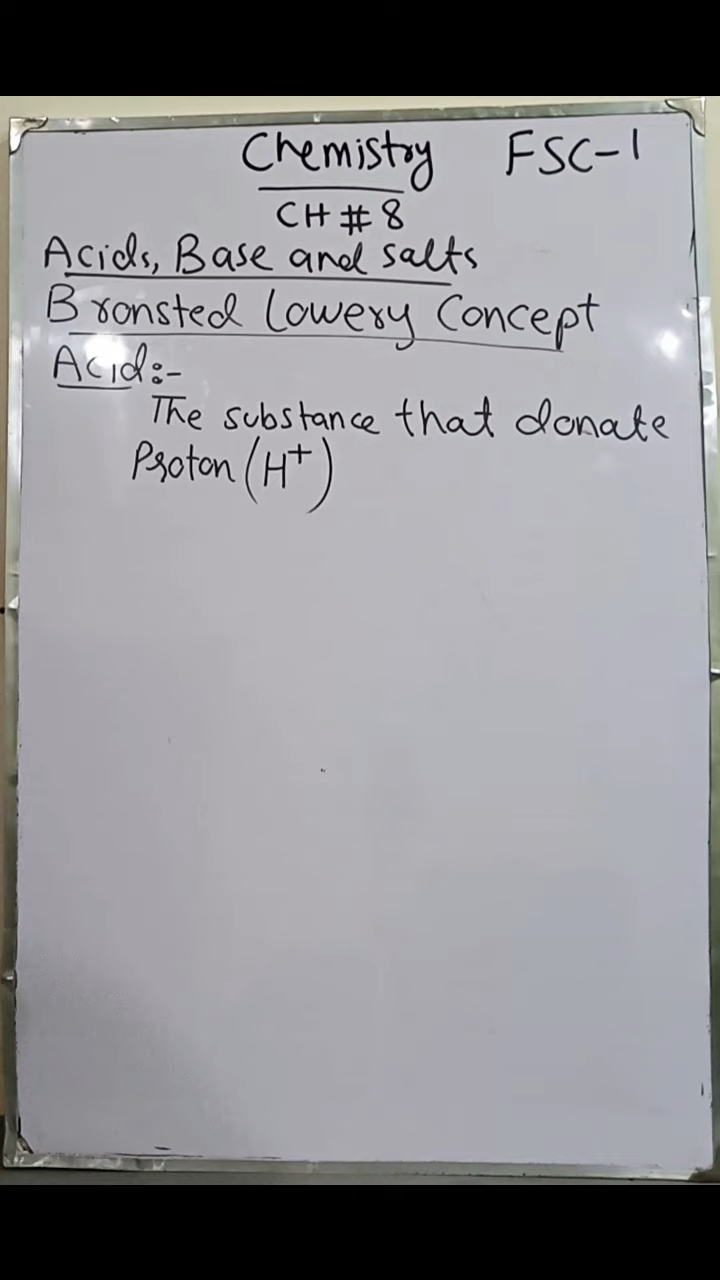 Chemistry FSC-1
CH # 8
Acids, Base and salts
Bronsted Lowery Concept
Acid:-
The substance that donate
Proton (H⁺)